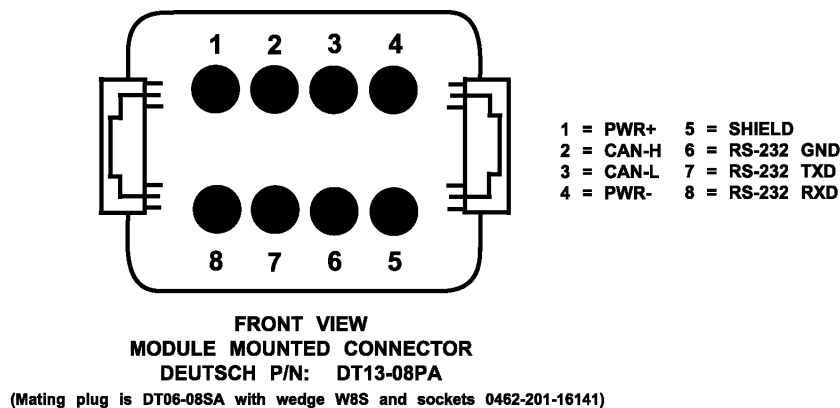 1 2 3 4
1 = PWR+ 5 = SHIELD
2 = CAN-H 6 = RS-232 GND
3 = CAN-L 7 = RS-232 TXD
4 = PWR- 8 = RS-232 RXD
8 7 6 5
FRONT VIEW
MODULE MOUNTED CONNECTOR
DEUTSCH P/N: DT13-08PA
(Mating plug is DT06-08SA with wedge W8S and sockets 0462-201-16141)